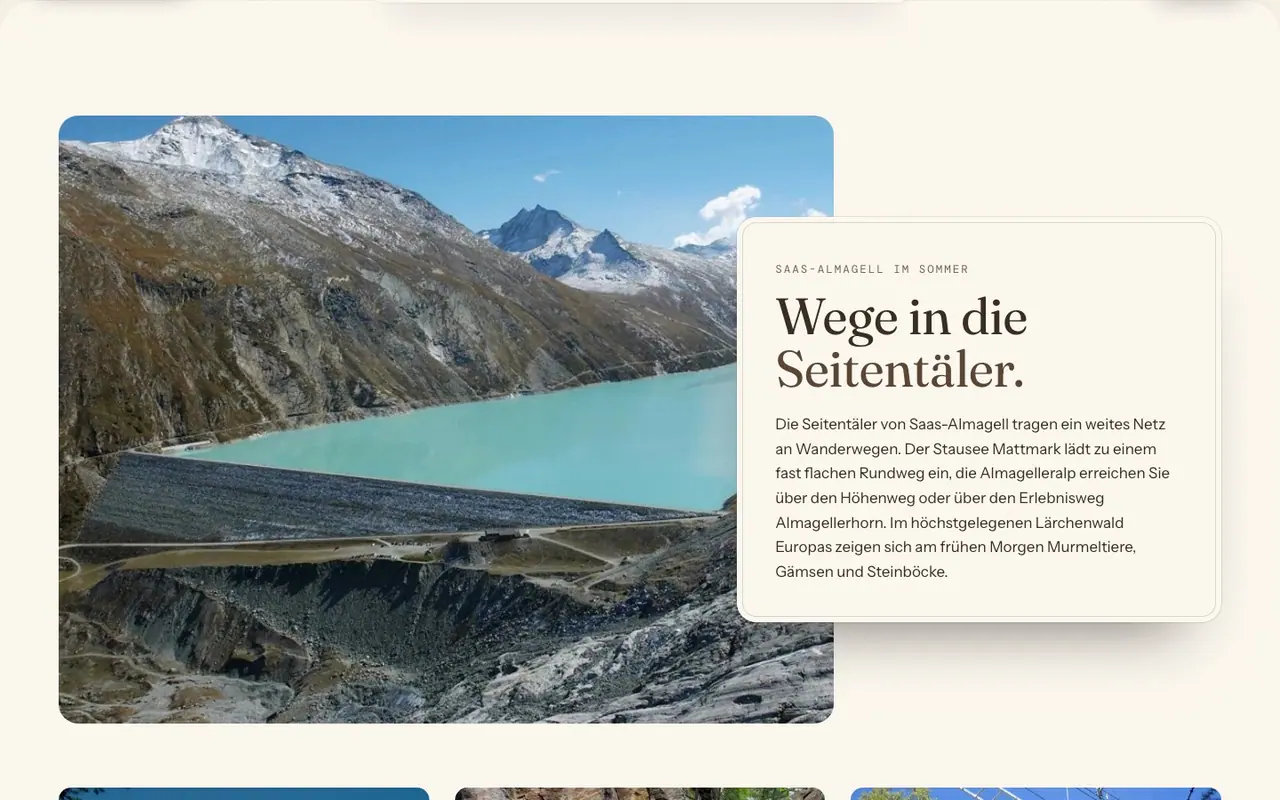 SAAS-ALMAGELL IM SOMMER
Wege in die
Seitentäler.
Die Seitentäler von Saas-Almagell tragen ein weites Netz
an Wanderwegen. Der Stausee Mattmark lädt zu einem
fast flachen Rundweg ein, die Almagelleralp erreichen Sie
über den Höhenweg oder über den Erlebnisweg
Almagellerhorn. Im höchstgelegenen Lärchenwald
Europas zeigen sich am frühen Morgen Murmeltiere,
Gämsen und Steinböcke.